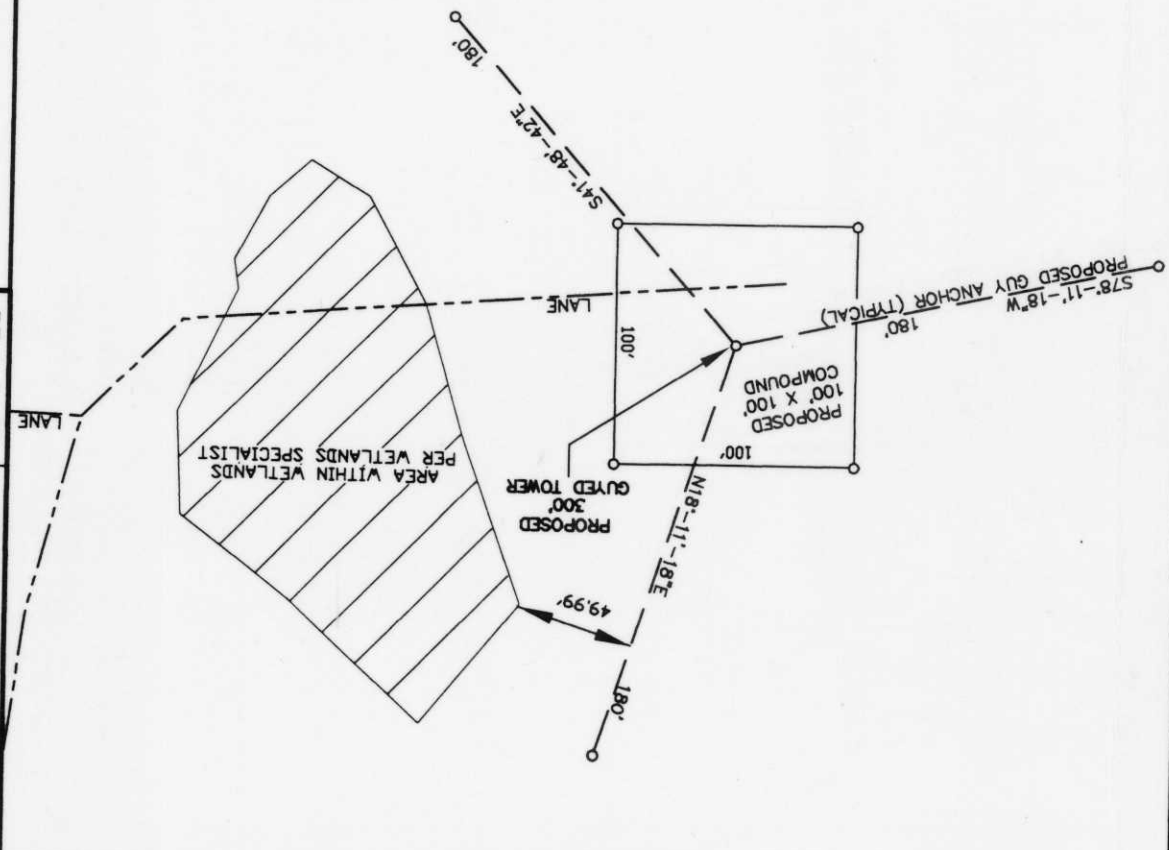 180'
S41°-48'-42"E
S78°-11'-18"W
PROPOSED GUY ANCHOR (TYPICAL)
180'
LANE
100'
PROPOSED
100' X 100'
COMPOUND
100'
LANE
AREA WITHIN WETLANDS
PER WETLANDS SPECIALIST
PROPOSED
300'
GUYED TOWER
N18°-11'-18"E
49.99'
180'